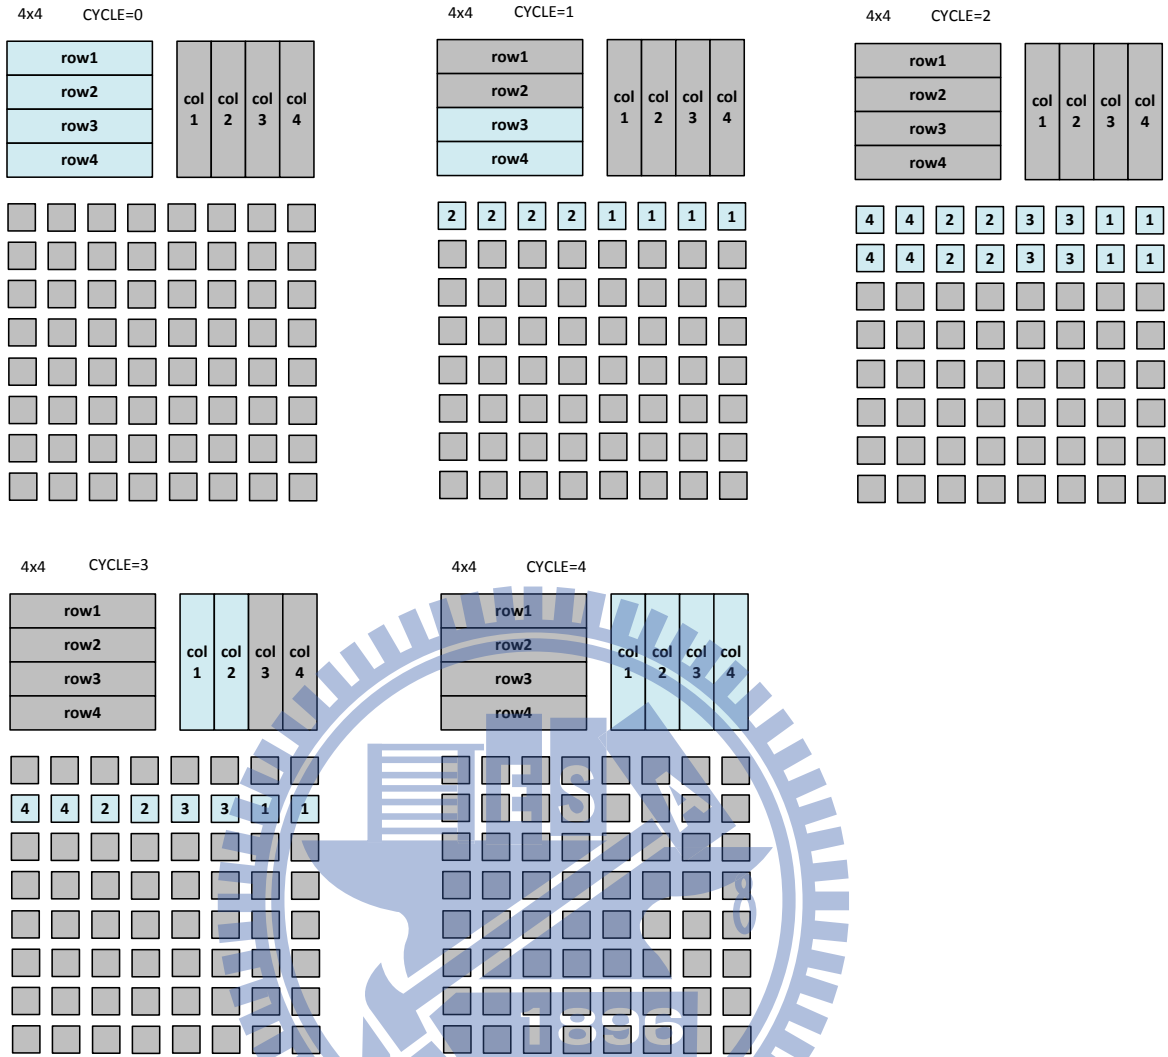 4x4 CYCLE=0
row1
row2
row3
row4
col 1 col 2 col 3 col 4
4x4 CYCLE=1
row1
row2
row3
row4
col 1 col 2 col 3 col 4
2 2 2 2 1 1 1 1
4x4 CYCLE=2
row1
row2
row3
row4
col 1 col 2 col 3 col 4
4 4 2 2 3 3 1 1
4 4 2 2 3 3 1 1
4x4 CYCLE=3
row1
row2
row3
row4
col 1 col 2 col 3 col 4
4 4 2 2 3 3 1 1
4x4 CYCLE=4
row1
row2
row3
row4
col 1 col 2 col 3 col 4
ES A
8
1896